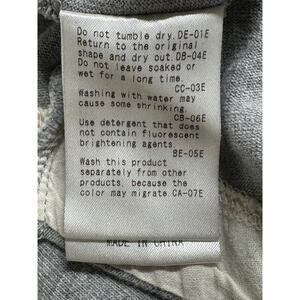 Do not tumble dry. DE-01E
Return to the original
shape and dry out. DB-04E
Do not leave soaked or
wet for a long time.
CC-03E
Washing with water may
cause some shrinking.
CB-06E
Use detergent that does
not contain fluorescent
brightening agents.
BE-05E
Wash this product
separately from other
products, because the
color may migrate. CA-07E
MADE IN CHINA